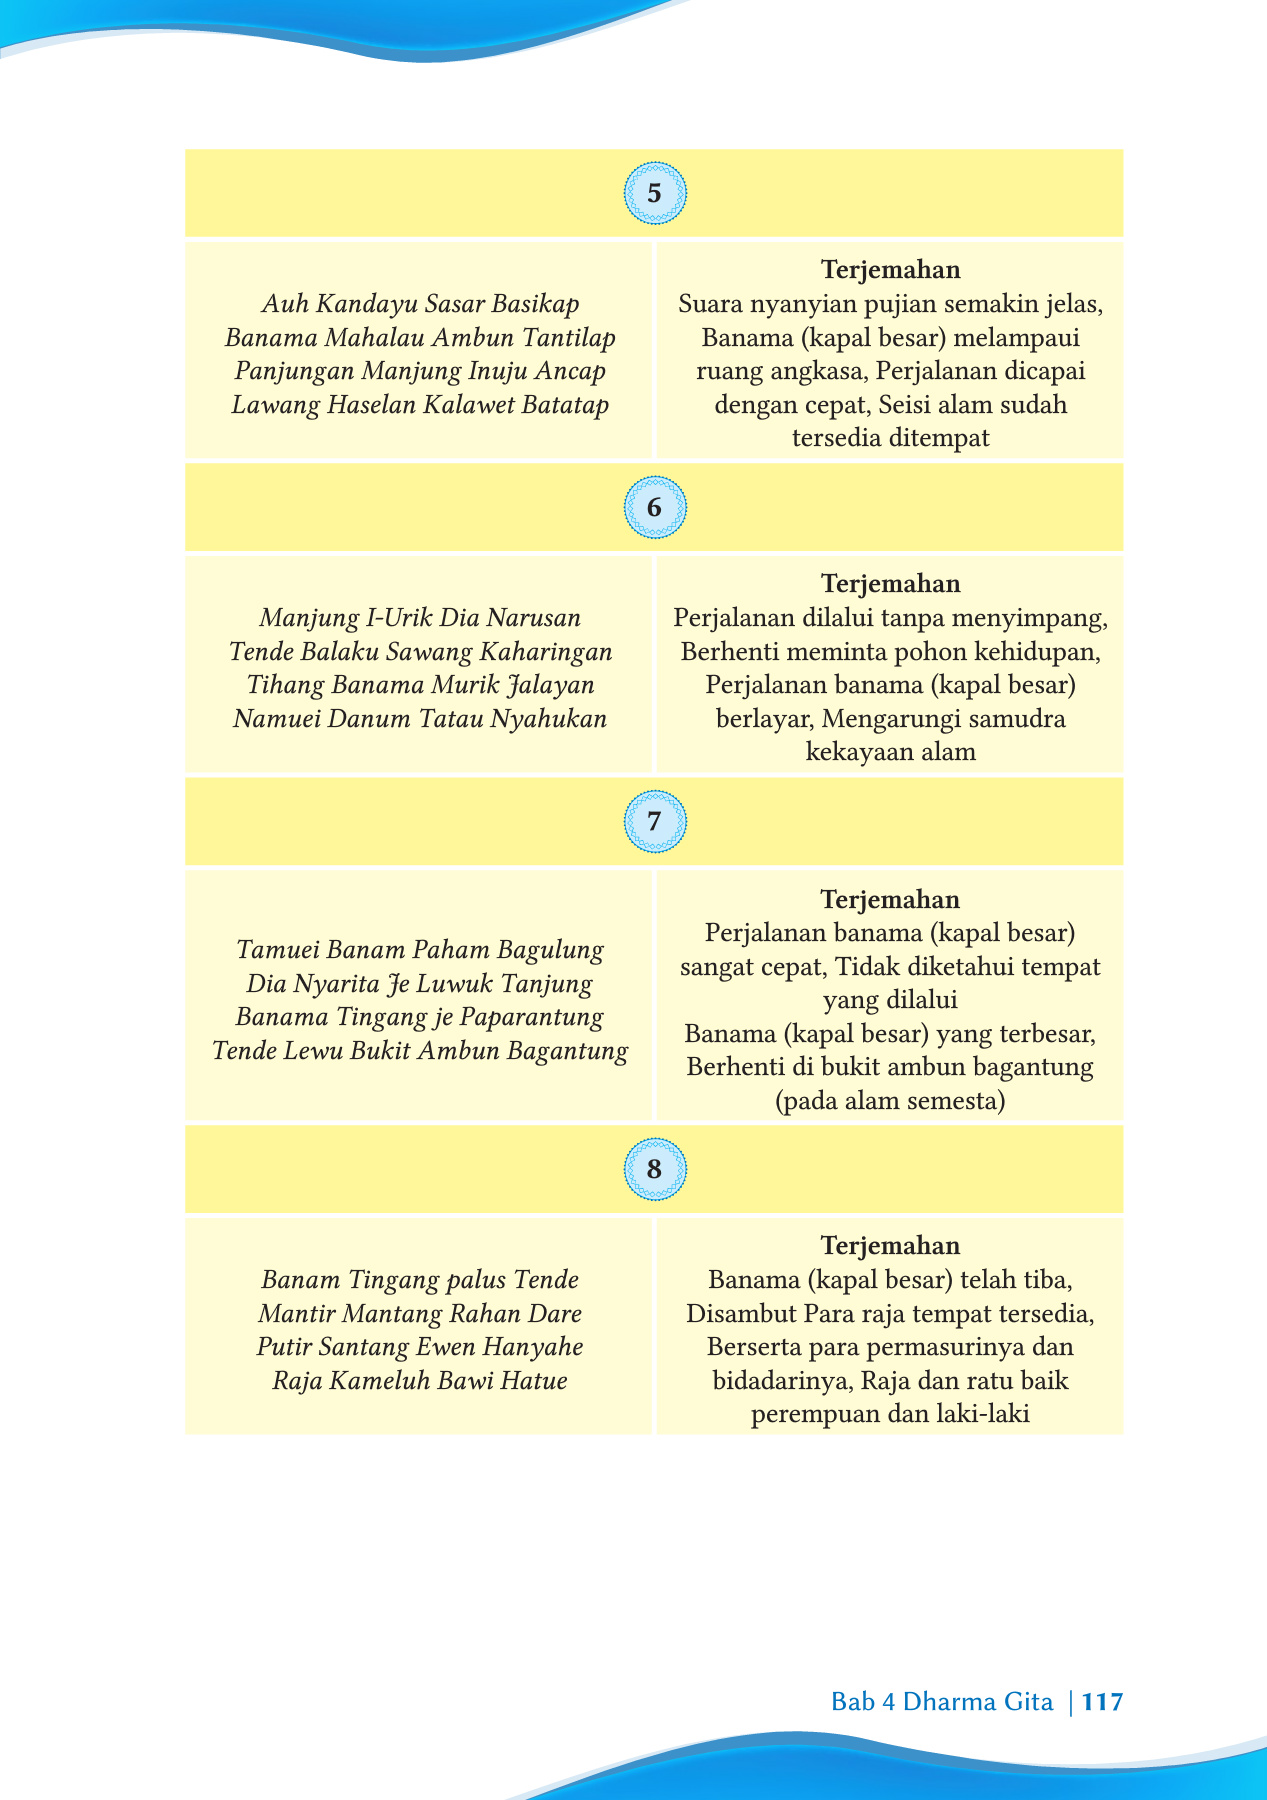 5
Auh Kandayu Sasar Basikap
Banama Mahalau Ambun Tantilap
Panjungan Manjung Inuju Ancap
Lawang Haselan Kalawet Batatap
Terjemahan
Suara nyanyian pujian semakin jelas,
Banama (kapal besar) melampaui
ruang angkasa, Perjalanan dicapai
dengan cepat, Seisi alam sudah
tersedia ditempat
6
Manjung I-Urik Dia Narusan
Tende Balaku Sawang Kaharingan
Tihang Banama Murik Jalayan
Namuei Danum Tatau Nyahukan
Terjemahan
Perjalanan dilalui tanpa menyimpang,
Berhenti meminta pohon kehidupan,
Perjalanan banama (kapal besar)
berlayar, Mengarungi samudra
kekayaan alam
7
Tamuei Banam Paham Bagulung
Dia Nyarita Je Luwuk Tanjung
Banama Tingang je Paparantung
Tende Lewu Bukit Ambun Bagantung
Terjemahan
Perjalanan banama (kapal besar)
sangat cepat, Tidak diketahui tempat
yang dilalui
Banama (kapal besar) yang terbesar,
Berhenti di bukit ambun bagantung
(pada alam semesta)
8
Banam Tingang palus Tende
Mantir Mantang Rahan Dare
Putir Santang Ewen Hanyahe
Raja Kameluh Bawi Hatue
Terjemahan
Banama (kapal besar) telah tiba,
Disambut Para raja tempat tersedia,
Berserta para permasurinya dan
bidadarinya, Raja dan ratu baik
perempuan dan laki-laki
Bab 4 Dharma Gita | 117